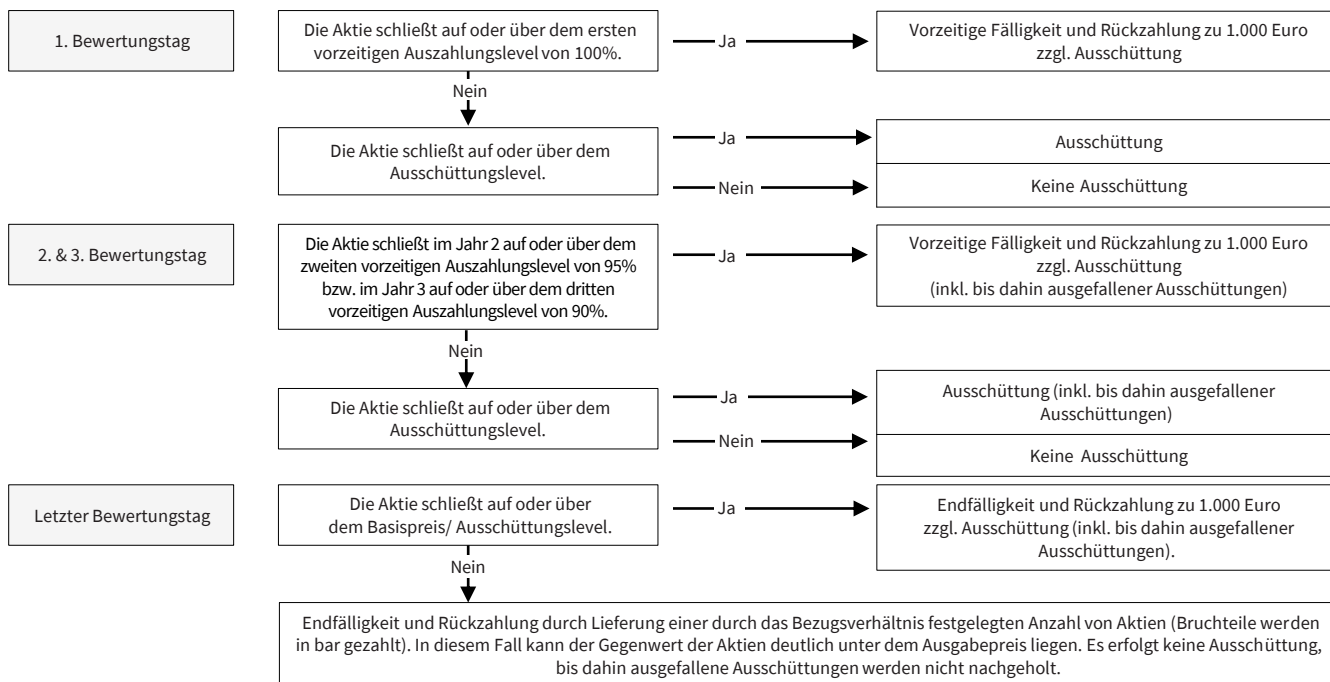 1. Bewertungstag
Die Aktie schließt auf oder über dem ersten
vorzeitigen Auszahlungslevel von 100%.
Ja
Vorzeitige Fälligkeit und Rückzahlung zu 1.000 Euro
zzgl. Ausschüttung
Nein
Die Aktie schließt auf oder über dem
Ausschüttungslevel.
Ja
Ausschüttung
Nein
Keine Ausschüttung
2. & 3. Bewertungstag
Die Aktie schließt im Jahr 2 auf oder über dem
zweiten vorzeitigen Auszahlungslevel von 95%
bzw. im Jahr 3 auf oder über dem dritten
vorzeitigen Auszahlungslevel von 90%.
Ja
Vorzeitige Fälligkeit und Rückzahlung zu 1.000 Euro
zzgl. Ausschüttung
(inkl. bis dahin ausgefallener Ausschüttungen)
Nein
Die Aktie schließt auf oder über dem
Ausschüttungslevel.
Ja
Ausschüttung (inkl. bis dahin ausgefallener
Ausschüttungen)
Nein
Keine Ausschüttung
Letzter Bewertungstag
Die Aktie schließt auf oder über
dem Basispreis/ Ausschüttungslevel.
Ja
Endfälligkeit und Rückzahlung zu 1.000 Euro
zzgl. Ausschüttung (inkl. bis dahin ausgefallener
Ausschüttungen).
Nein
Endfälligkeit und Rückzahlung durch Lieferung einer durch das Bezugsverhältnis festgelegten Anzahl von Aktien (Bruchteile werden
in bar gezahlt). In diesem Fall kann der Gegenwert der Aktien deutlich unter dem Ausgabepreis liegen. Es erfolgt keine Ausschüttung,
bis dahin ausgefallene Ausschüttungen werden nicht nachgeholt.